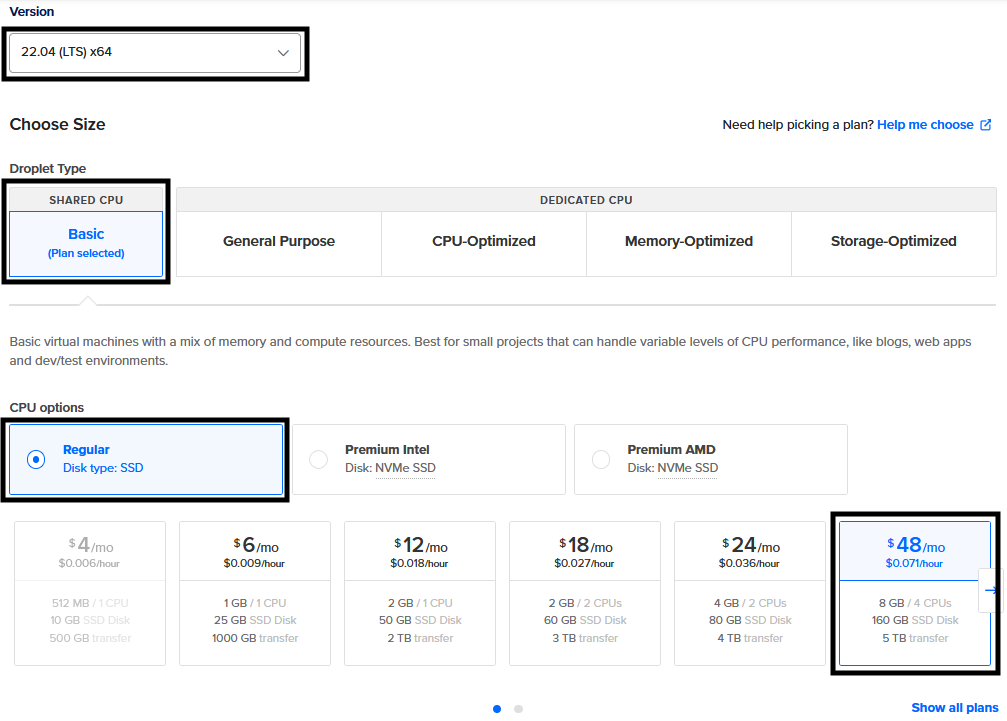 Version
22.04 (LTS) x64
Choose Size
Need help picking a plan? Help me choose
Droplet Type
SHARED CPU
Basic
(Plan selected)
DEDICATED CPU
General Purpose
CPU-Optimized
Memory-Optimized
Storage-Optimized
Basic virtual machines with a mix of memory and compute resources. Best for small projects that can handle variable levels of CPU performance, like blogs, web apps
and dev/test environments.
CPU options
Regular
Disk type: SSD
Premium Intel
Disk: NVMe SSD
Premium AMD
Disk: NVMe SSD
$4/mo
$0.006/hour
512 MB / 1 CPU
10 GB SSD Disk
500 GB transfer
$6/mo
$0.009/hour
1 GB / 1 CPU
25 GB SSD Disk
1000 GB transfer
$12/mo
$0.018/hour
2 GB / 1 CPU
50 GB SSD Disk
2 TB transfer
$18/mo
$0.027/hour
2 GB / 2 CPUs
60 GB SSD Disk
3 TB transfer
$24/mo
$0.036/hour
4 GB / 2 CPUs
80 GB SSD Disk
4 TB transfer
$48/mo
$0.071/hour
8 GB / 4 CPUs
160 GB SSD Disk
5 TB transfer
Show all plans